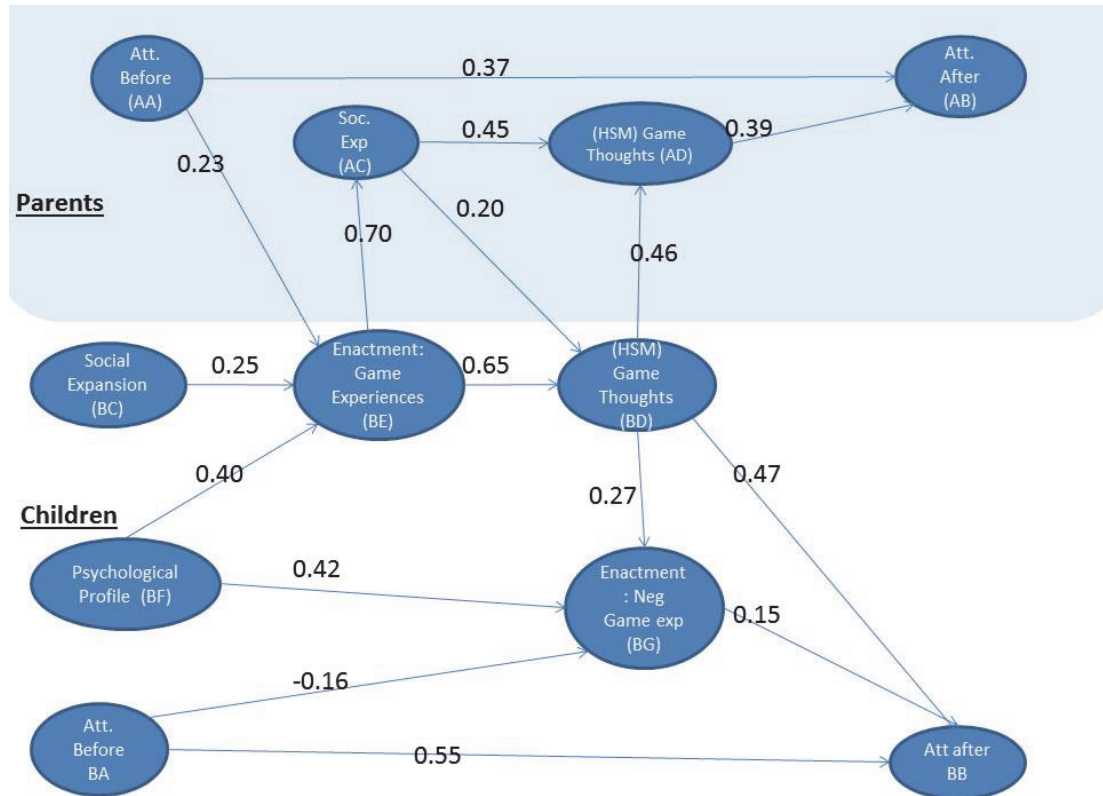 Att.
Before
(AA)
0.37
Att.
After
(AB)
Soc.
Exp
(AC)
0.45
(HSM) Game
Thoughts (AD)
0.39
0.23
Parents
0.20
0.70
0.46
Social
Expansion
(BC)
0.25
Enactment:
Game
Experiences
(BE)
0.65
(HSM)
Game
Thoughts
(BD)
0.40
0.47
0.27
Children
Psychological
Profile (BF)
0.42
Enactment
: Neg
Game exp
(BG)
0.15
-0.16
Att.
Before
BA
0.55
Att after
BB